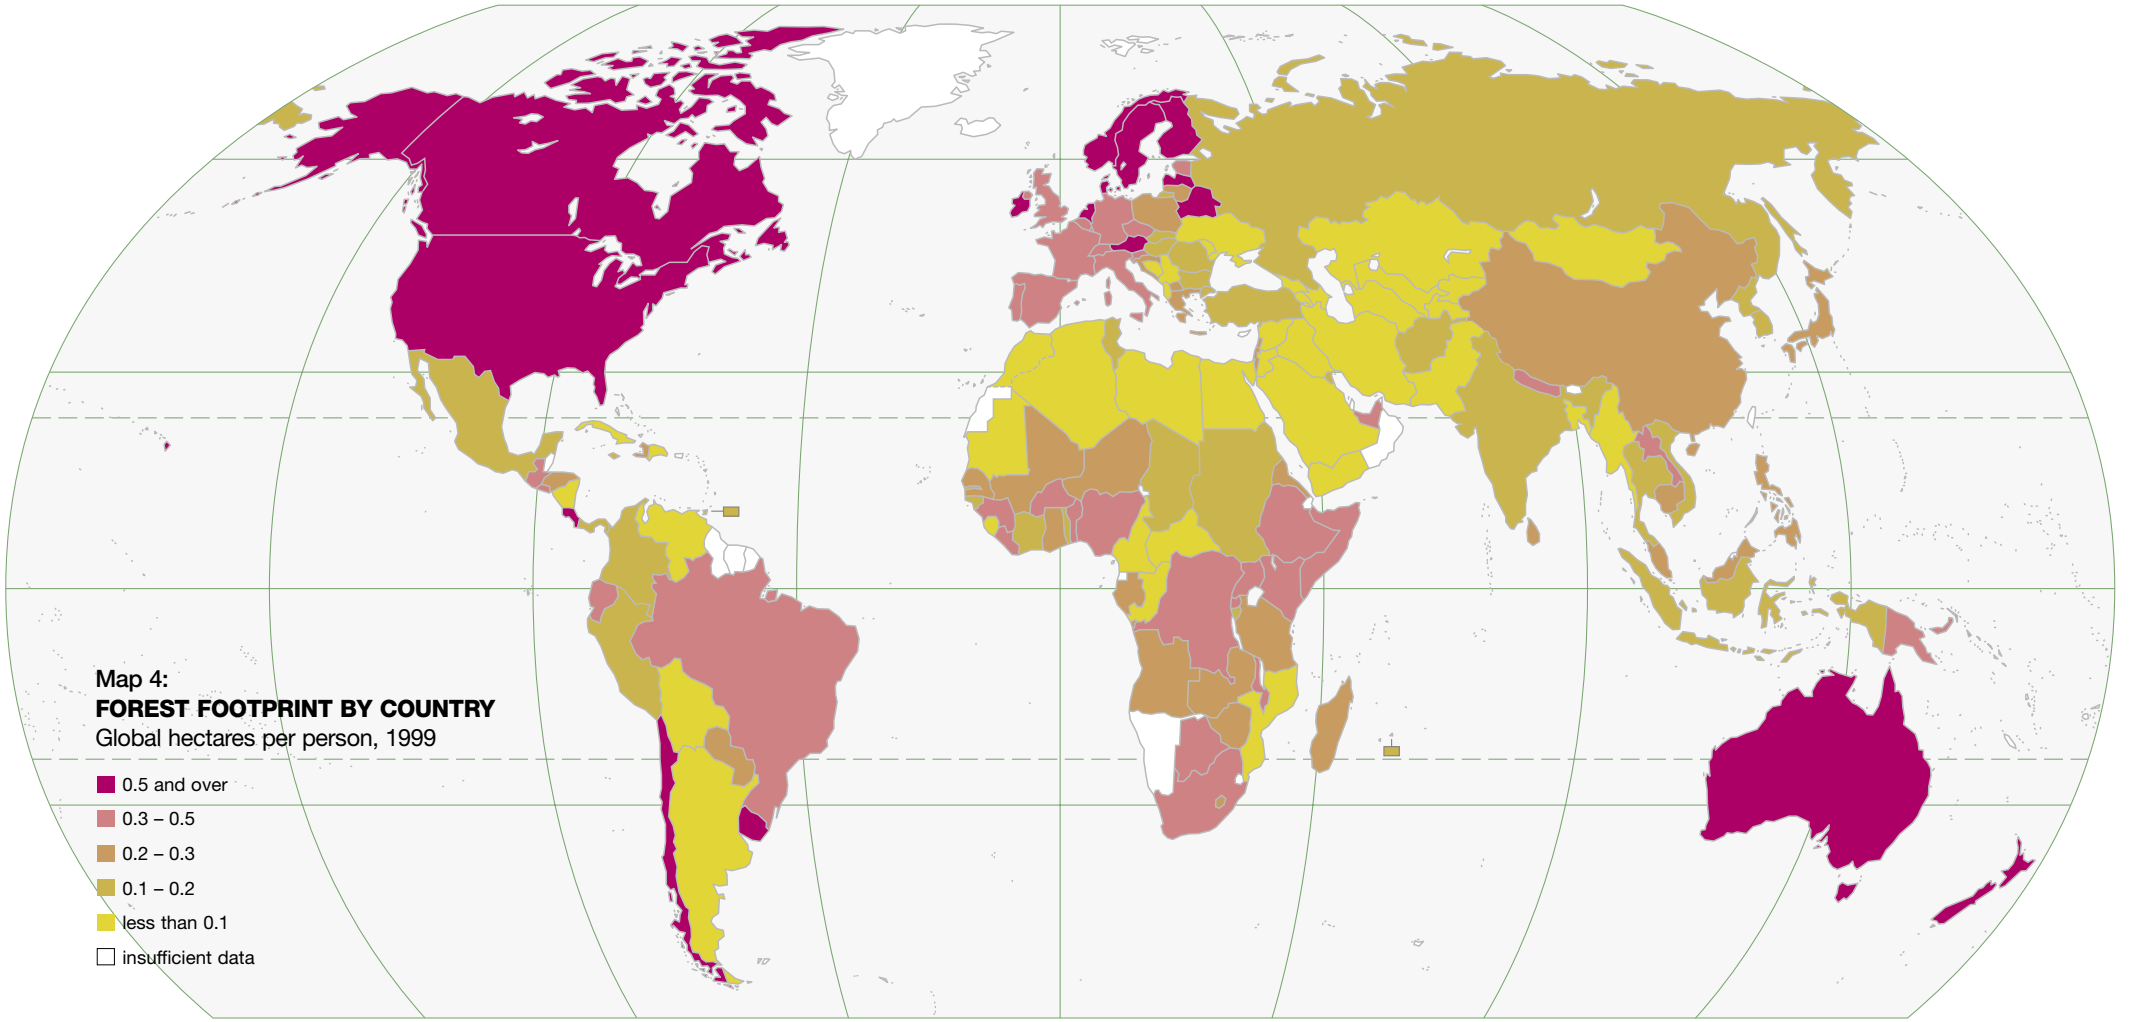 Map 4:
FOREST FOOTPRINT BY COUNTRY
Global hectares per person, 1999
0.5 and over
0.3 – 0.5
0.2 – 0.3
0.1 – 0.2
less than 0.1
insufficient data